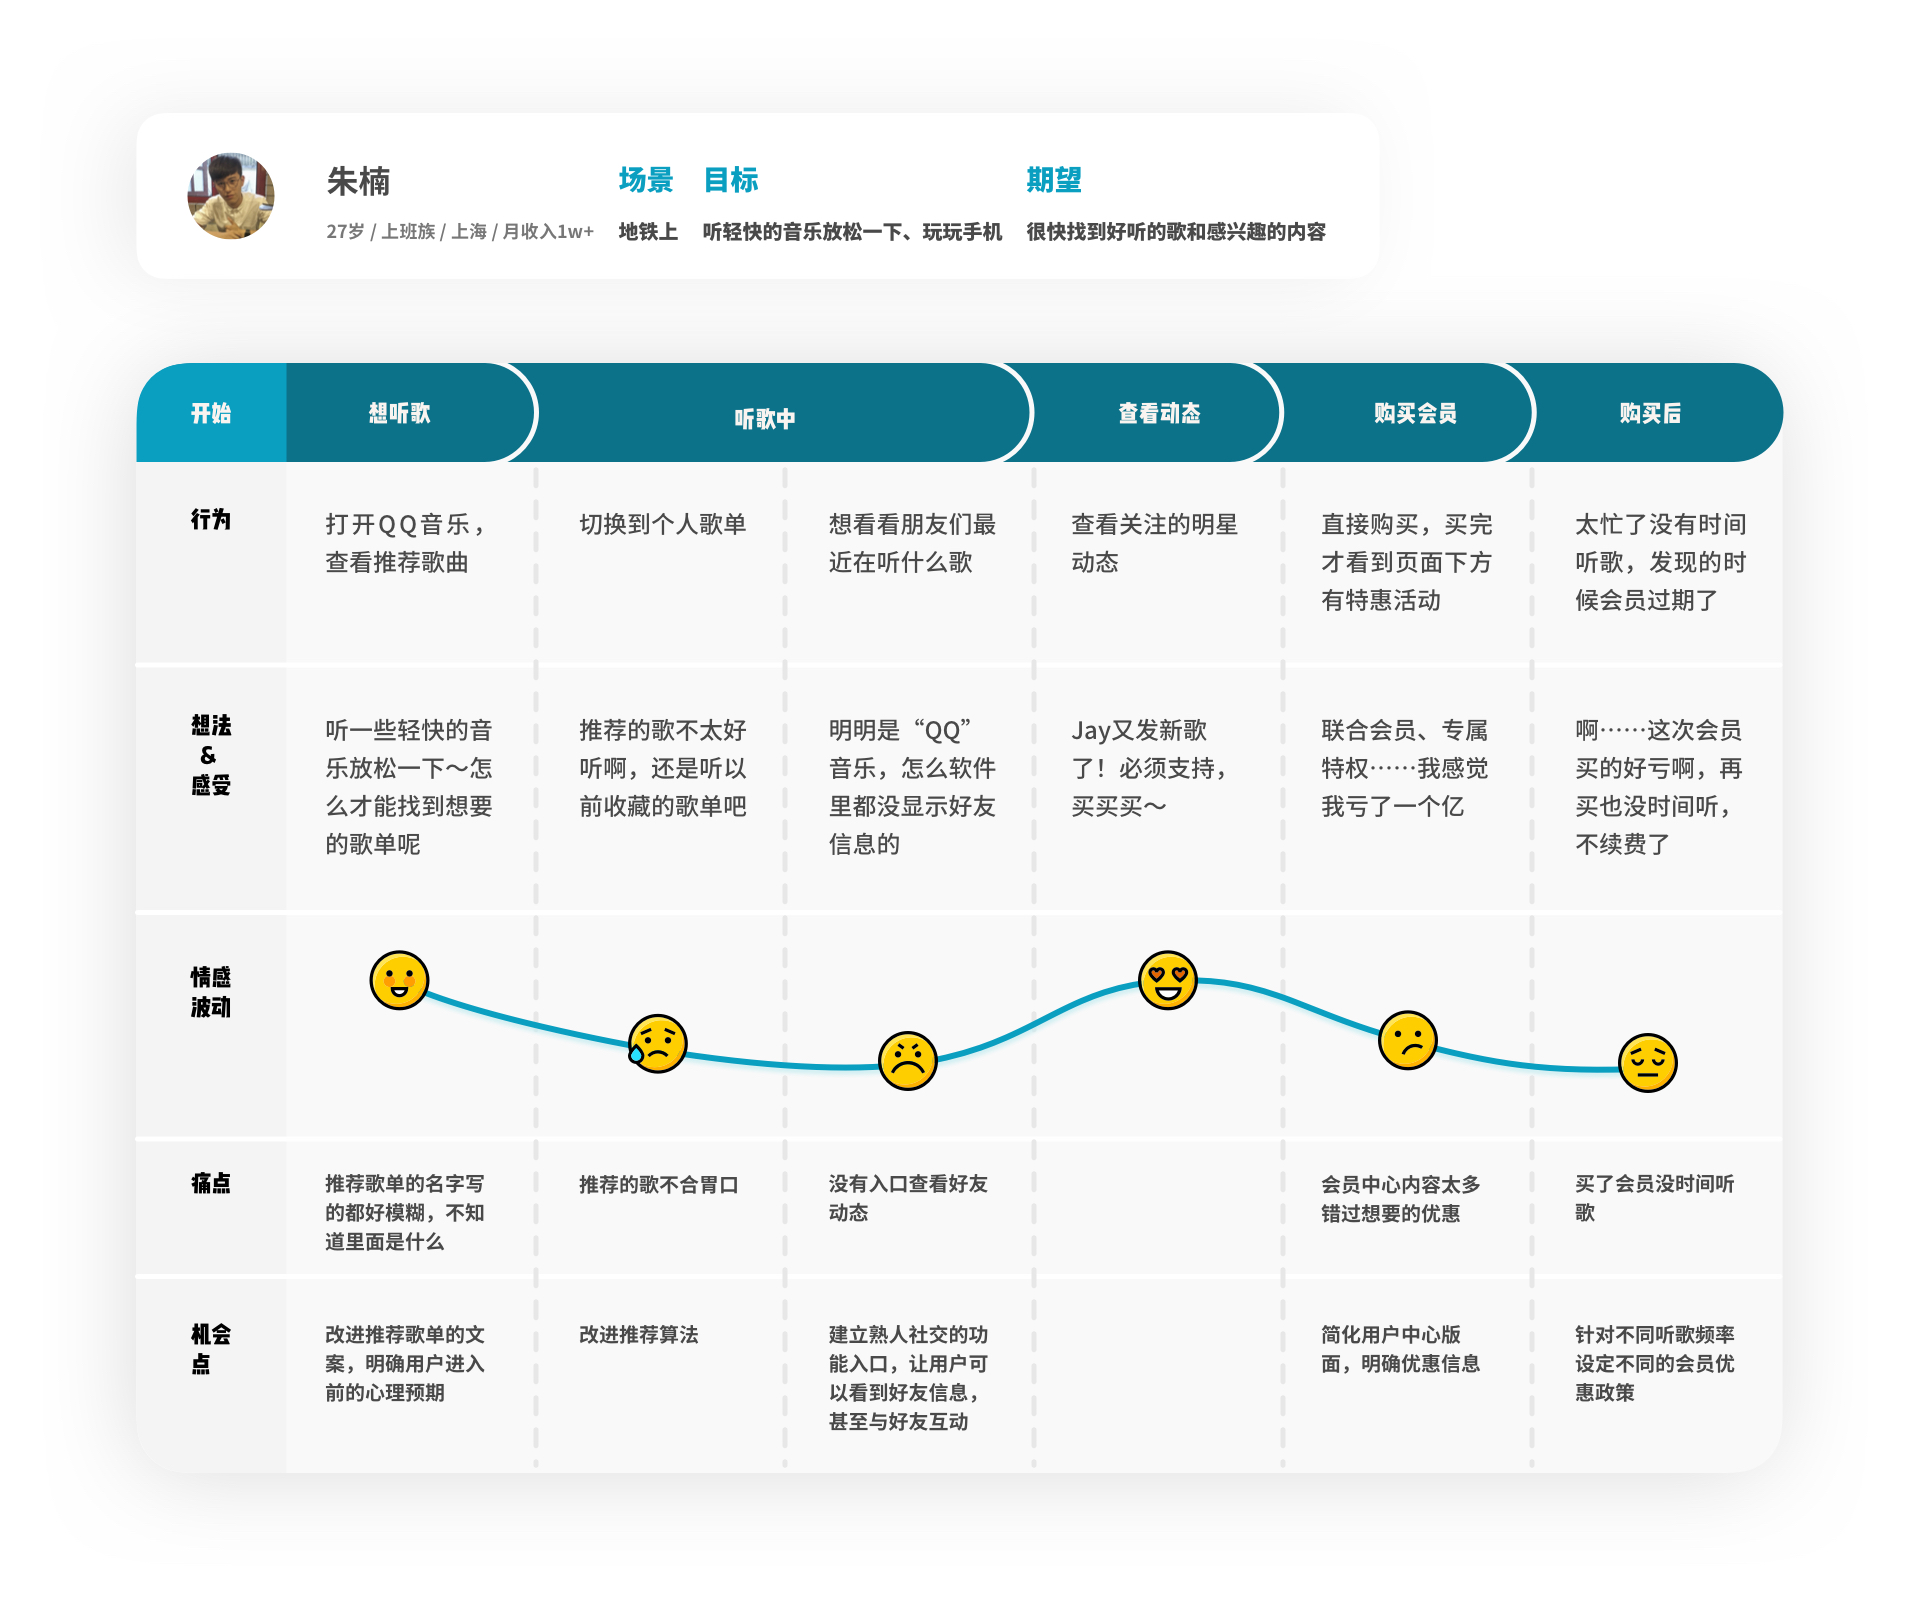 朱楠
27岁 / 上班族 / 上海 / 月收入1w+
场景
地铁上
目标
听轻快的音乐放松一下、玩玩手机
期望
很快找到好听的歌和感兴趣的内容
开始
想听歌
听歌中
查看动态
购买会员
购买后
行为
打开QQ音乐，
查看推荐歌曲
切换到个人歌单
想看看朋友们最
近在听什么歌
查看关注的明星
动态
直接购买，买完
才看到页面下方
有特惠活动
太忙了没有时间
听歌，发现的时
候会员过期了
想法
&
感受
听一些轻快的音
乐放松一下～怎
么才能找到想要
的歌单呢
推荐的歌不太好
听啊，还是听以
前收藏的歌单吧
明明是“QQ”
音乐，怎么软件
里都没显示好友
信息的
Jay又发新歌
了！必须支持，
买买买～
联合会员、专属
特权……我感觉
我亏了一个亿
啊……这次会员
买的好亏啊，再
买也没时间听，
不续费了
情感
波动
痛点
推荐歌单的名字写
的都好模糊，不知
道里面是什么
推荐的歌不合胃口
没有入口查看好友
动态
会员中心内容太多
错过想要的优惠
买了会员没时间听
歌
机会
点
改进推荐歌单的文
案，明确用户进入
前的心理预期
改进推荐算法
建立熟人社交的功
能入口，让用户可
以看到好友信息，
甚至与好友互动
简化用户中心版
面，明确优惠信息
针对不同听歌频率
设定不同的会员优
惠政策